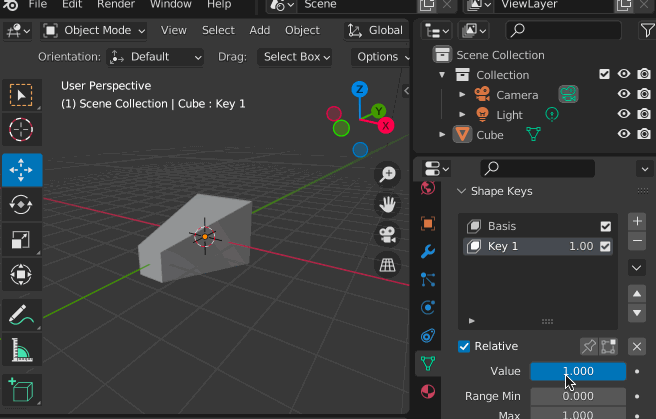 File Edit Render Window Help Scene ViewLayer
Object Mode View Select Add Object Global
Orientation: Default Drag: Select Box Options
User Perspective
(1) Scene Collection | Cube : Key 1
Z
Y
X
Scene Collection
Collection
Camera
Light
Cube
Shape Keys
Basis
Key 1 1.00
Relative
Value 1.000
Range Min 0.000
Max 1.000